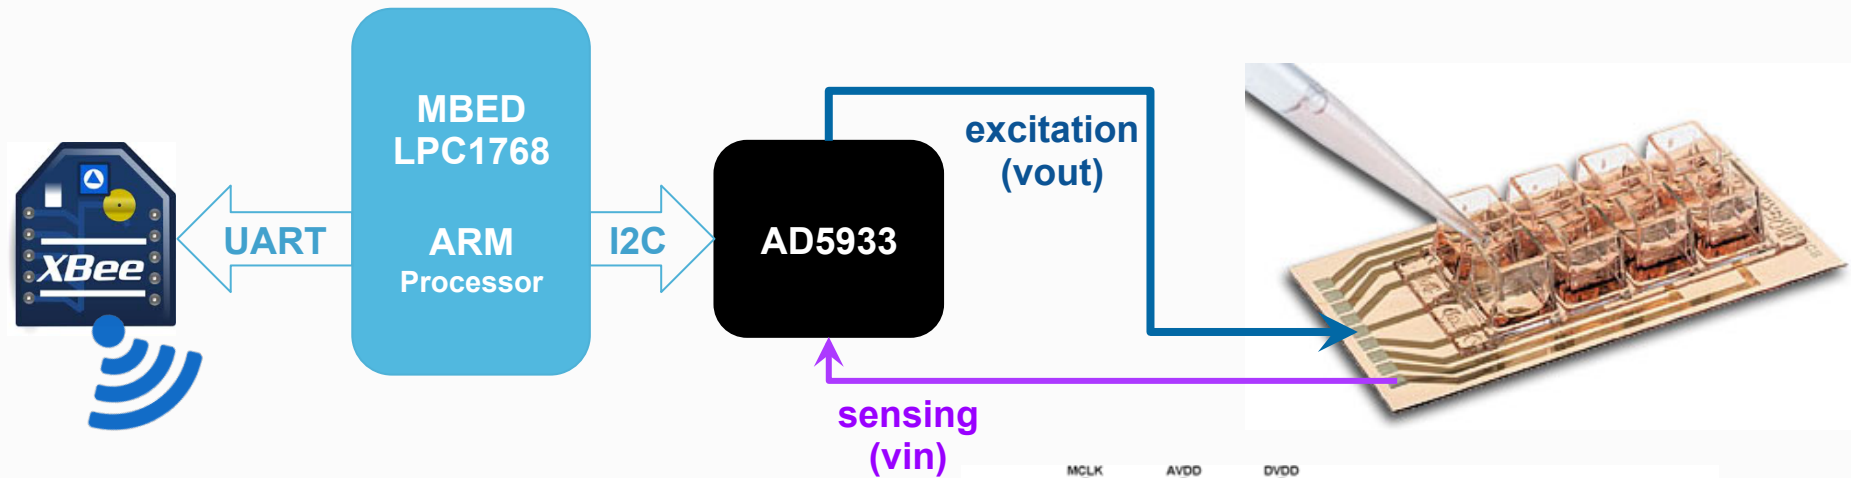 MBED
LPC1768
ARM
Processor
XBee
UART
I2C
AD5933
excitation
(vout)
sensing
(vin)
MCLK AVDD DVDD